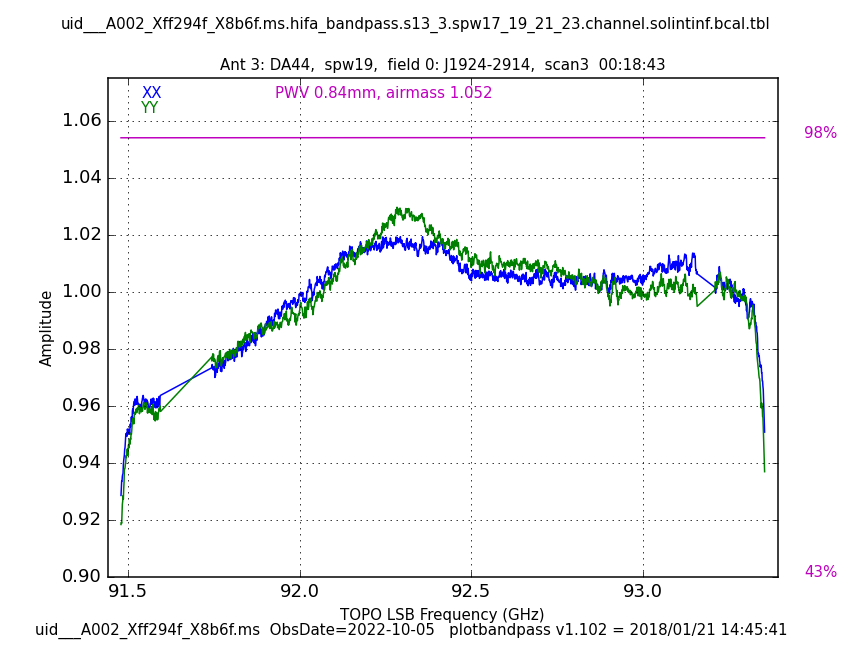 uid___A002_Xff294f_X8b6f.ms.hifa_bandpass.s13_3.spw17_19_21_23.channel.solintinf.bcal.tbl
Ant 3: DA44,  spw19,  field 0: J1924-2914,  scan3  00:18:43
XX
PWV 0.84mm, airmass 1.052
YY
98%
1.06
1.04
1.02
1.00
0.98
0.96
0.94
0.92
0.90
Amplitude
43%
91.5 92.0 92.5 93.0
TOPO LSB Frequency (GHz)
uid___A002_Xff294f_X8b6f.ms  ObsDate=2022-10-05   plotbandpass v1.102 = 2018/01/21 14:45:41